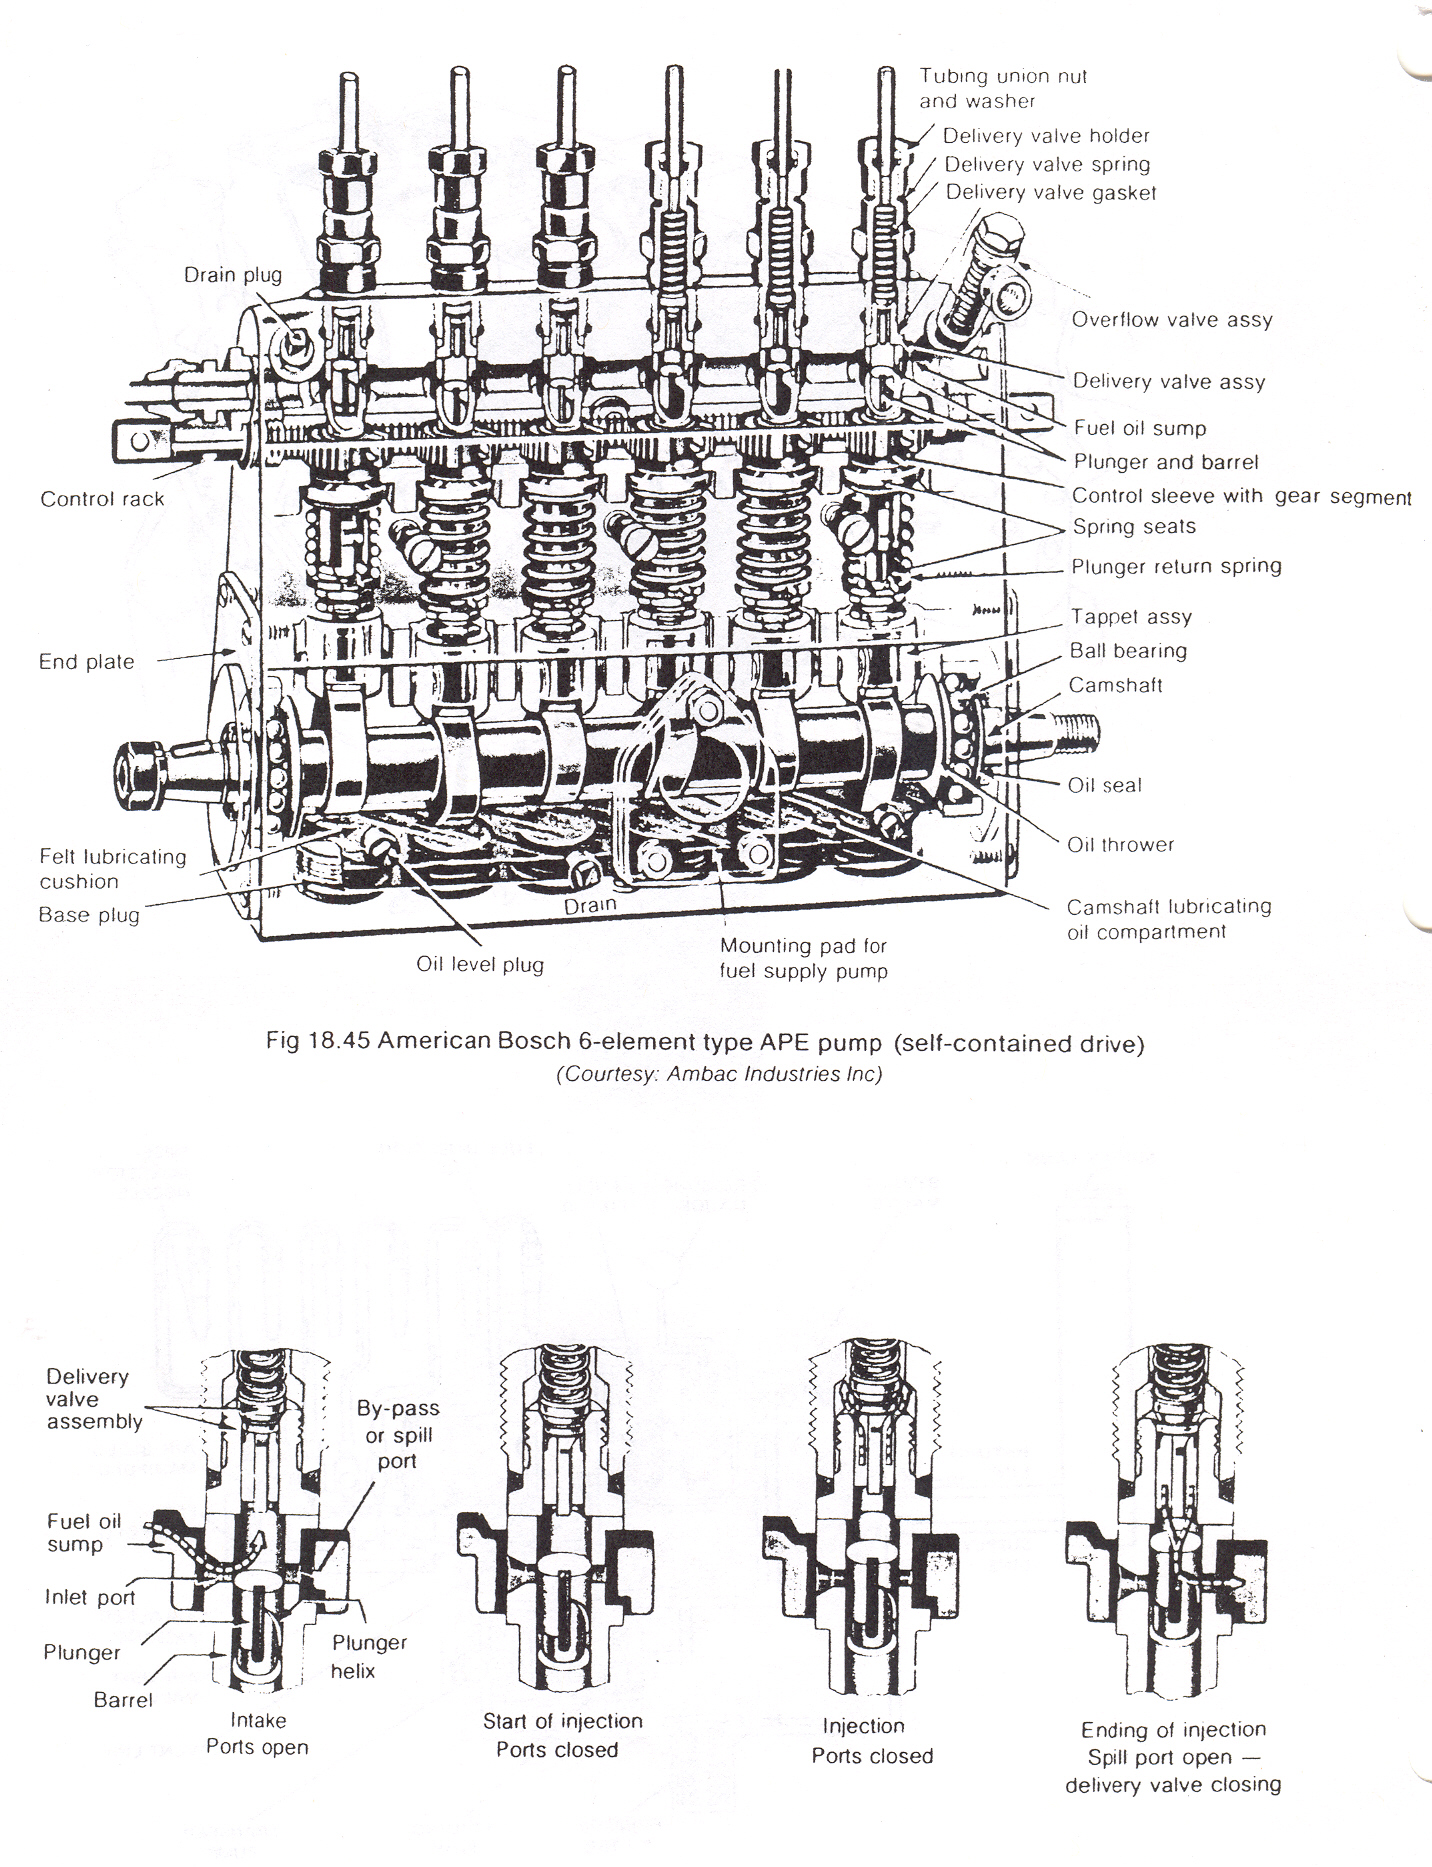 Tubing union nut
and washer
Delivery valve holder
Delivery valve spring
Delivery valve gasket
Drain plug
Overflow valve assy
Delivery valve assy
Fuel oil sump
Plunger and barrel
Control rack
Control sleeve with gear segment
Spring seats
Plunger return spring
Tappet assy
End plate
Ball bearing
Camshaft
Oil seal
Oil thrower
Felt lubricating
cushion
Base plug
Drain
Camshaft lubricating
oil compartment
Oil level plug
Mounting pad for
fuel supply pump
Fig 18.45 American Bosch 6-element type APE pump (self-contained drive)
(Courtesy: Ambac Industries Inc)
Delivery
valve
assembly
By-pass
or spill
port
Fuel oil
sump
Inlet port
Plunger
Plunger
helix
Barrel
Intake
Ports open
Start of injection
Ports closed
Injection
Ports closed
Ending of injection
Spill port open —
delivery valve closing